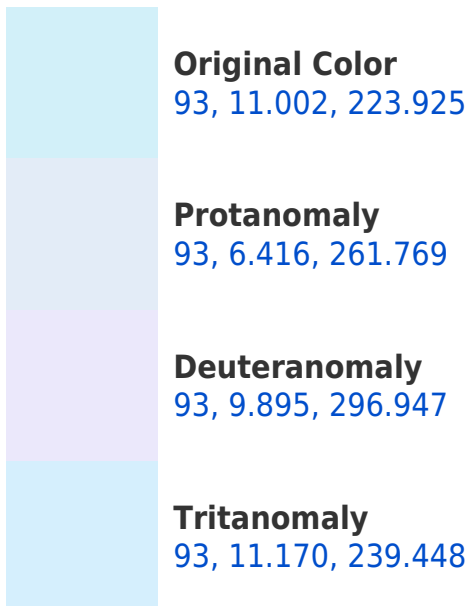 Original Color
93, 11.002, 223.925
Protanomaly
93, 6.416, 261.769
Deuteranomaly
93, 9.895, 296.947
Tritanomaly
93, 11.170, 239.448